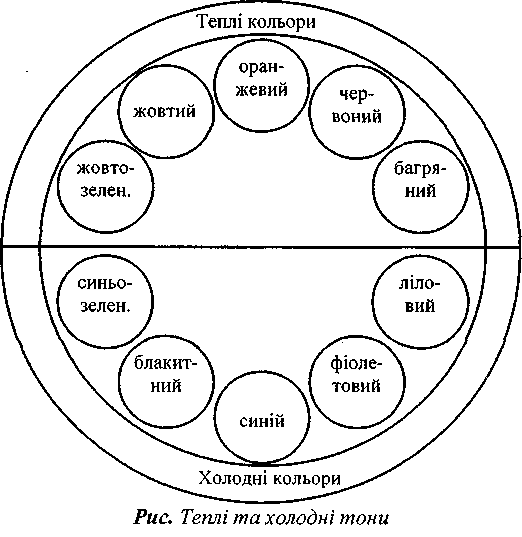 Теплі кольори
оран-
жевий
жовтий
чер-
воний
жовто-
зелен.
багря-
ний
синьо-
зелен.
ліло-
вий
блакит-
ний
фіоле-
товий
синій
Холодні кольори
Рис. Теплі та холодні тони